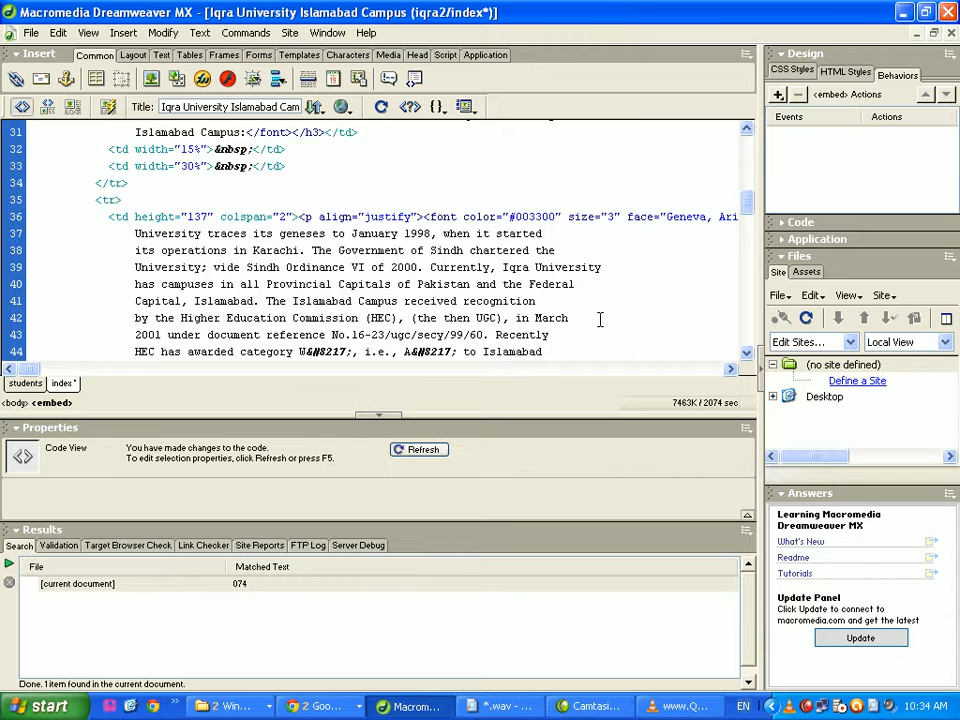 Macromedia Dreamweaver MX - [Iqra University Islamabad Campus (iqra2/index*)]
File Edit View Insert Modify Text Commands Site Window Help
Insert Common Layout Text Tables Frames Forms Templates Characters Media Head Script Application
Title: Iqra University Islamabad Cam
31 Islamabad Campus:</font></h3></td>
32 <td width="15%">&nbsp;</td>
33 <td width="30%">&nbsp;</td>
34 </tr>
35 <tr>
36 <td height="137" colspan="2"><p align="justify"><font color="#003300" size="3" face="Geneva, Ari
37 University traces its geneses to January 1998, when it started
38 its operations in Karachi. The Government of Sindh chartered the
39 University; vide Sindh Ordinance VI of 2000. Currently, Iqra University
40 has campuses in all Provincial Capitals of Pakistan and the Federal
41 Capital, Islamabad. The Islamabad Campus received recognition
42 by the Higher Education Commission (HEC), (the then UGC), in March
43 2001 under document reference No.16-23/ugc/secy/99/60. Recently
44 HEC has awarded category W&#8217;, i.e., A&#8217; to Islamabad
students index*
<body> <embed>
7463K / 2074 sec
Properties
Code View
You have made changes to the code.
To edit selection properties, click Refresh or press F5.
Refresh
Results
Search Validation Target Browser Check Link Checker Site Reports FTP Log Server Debug
File Matched Text
[current document] 074
Done. 1 item found in the current document.
Design
CSS Styles HTML Styles Behaviors
<embed> Actions
Events Actions
Code
Application
Files
Site Assets
File Edit View Site
Edit Sites... Local View
(no site defined)
Define a Site
Desktop
Answers
Learning Macromedia
Dreamweaver MX
What's New
Readme
Tutorials
Update Panel
Click Update to connect to
macromedia.com and get the latest
Update
start
2 Win...
2 Goo...
Macrom...
*.wav - ...
Camtasi...
www.Q...
EN
10:34 AM